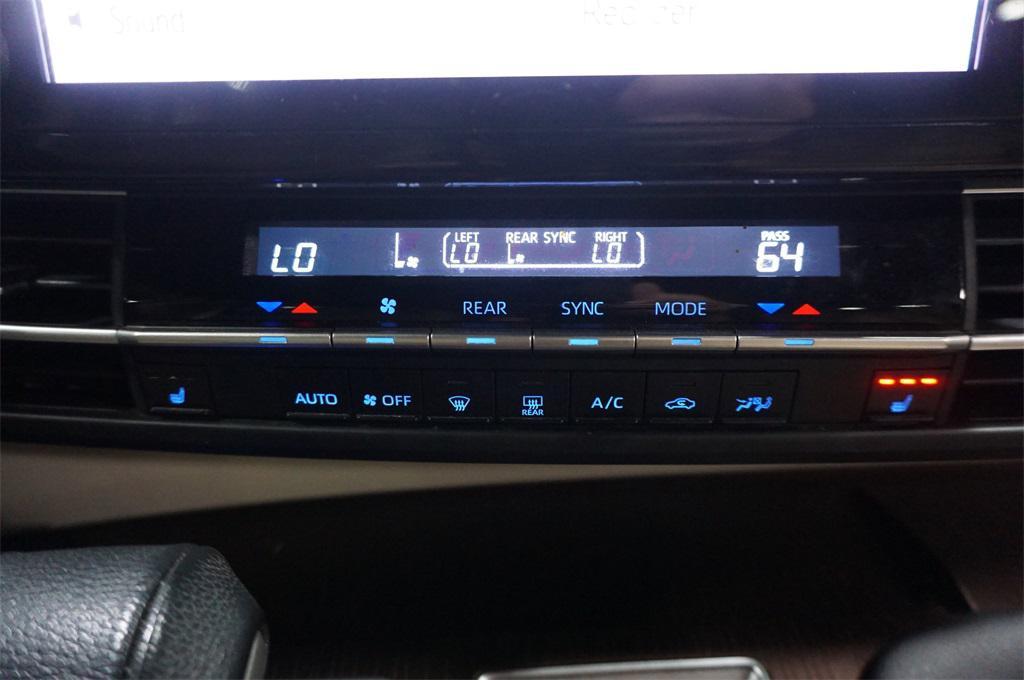 Sound
LEFT REAR SYNC RIGHT PASS
LO LO LO 64
REAR SYNC MODE
AUTO OFF REAR A/C